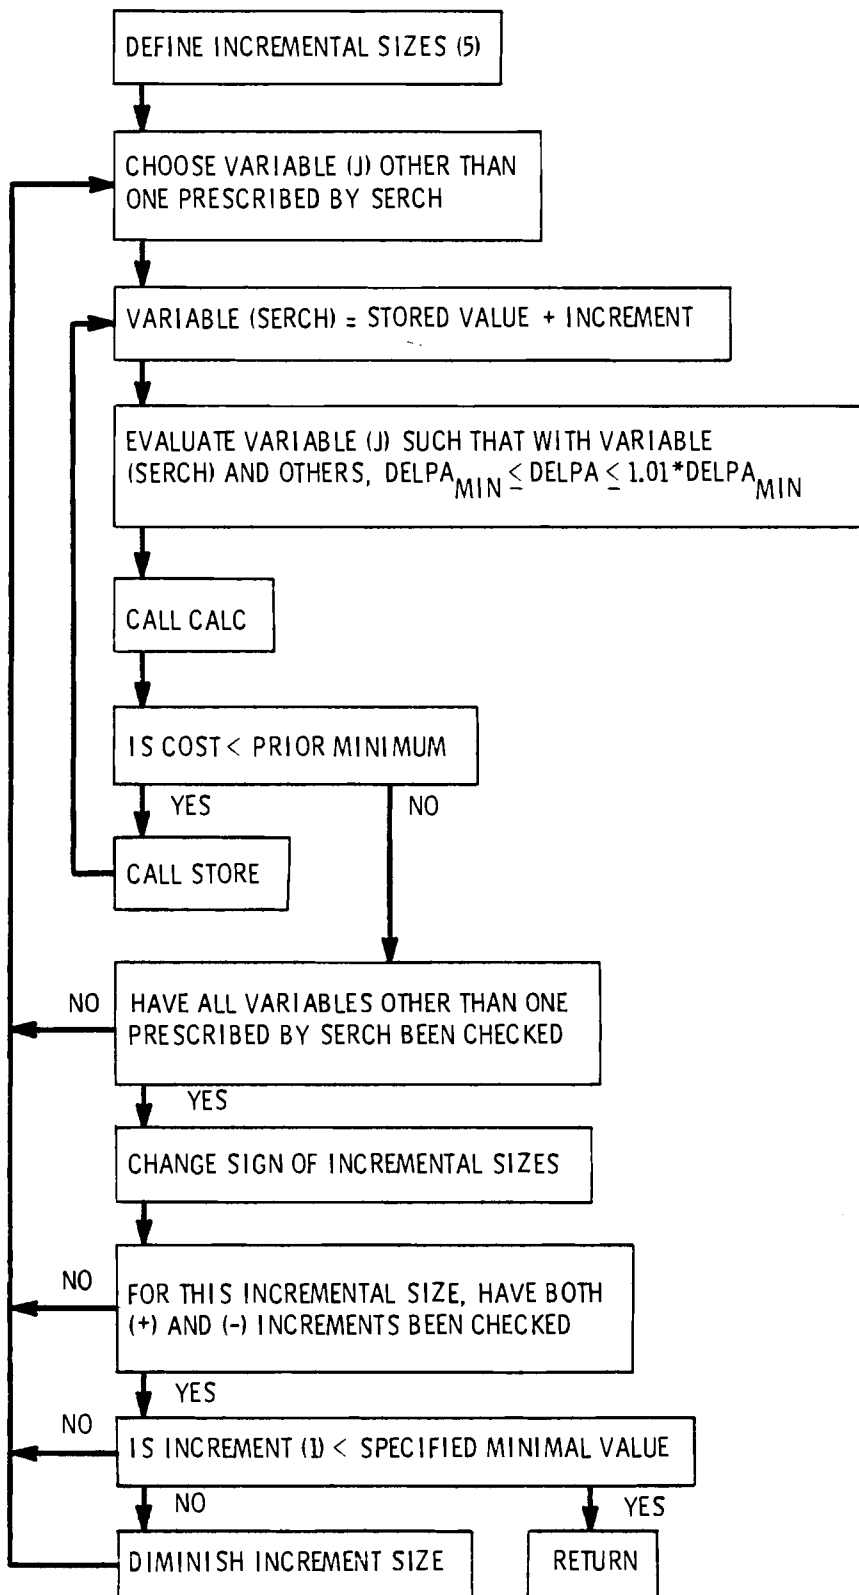 DEFINE INCREMENTAL SIZES (5)
CHOOSE VARIABLE (J) OTHER THAN
ONE PRESCRIBED BY SERCH
VARIABLE (SERCH) = STORED VALUE + INCREMENT
EVALUATE VARIABLE (J) SUCH THAT WITH VARIABLE
(SERCH) AND OTHERS, DELPA MIN ≤ DELPA ≤ 1.01*DELPA MIN
CALL CALC
IS COST < PRIOR MINIMUM
YES
NO
CALL STORE
NO
HAVE ALL VARIABLES OTHER THAN ONE
PRESCRIBED BY SERCH BEEN CHECKED
YES
CHANGE SIGN OF INCREMENTAL SIZES
NO
FOR THIS INCREMENTAL SIZE, HAVE BOTH
(+) AND (-) INCREMENTS BEEN CHECKED
YES
NO
IS INCREMENT (1) < SPECIFIED MINIMAL VALUE
NO
YES
DIMINISH INCREMENT SIZE
RETURN